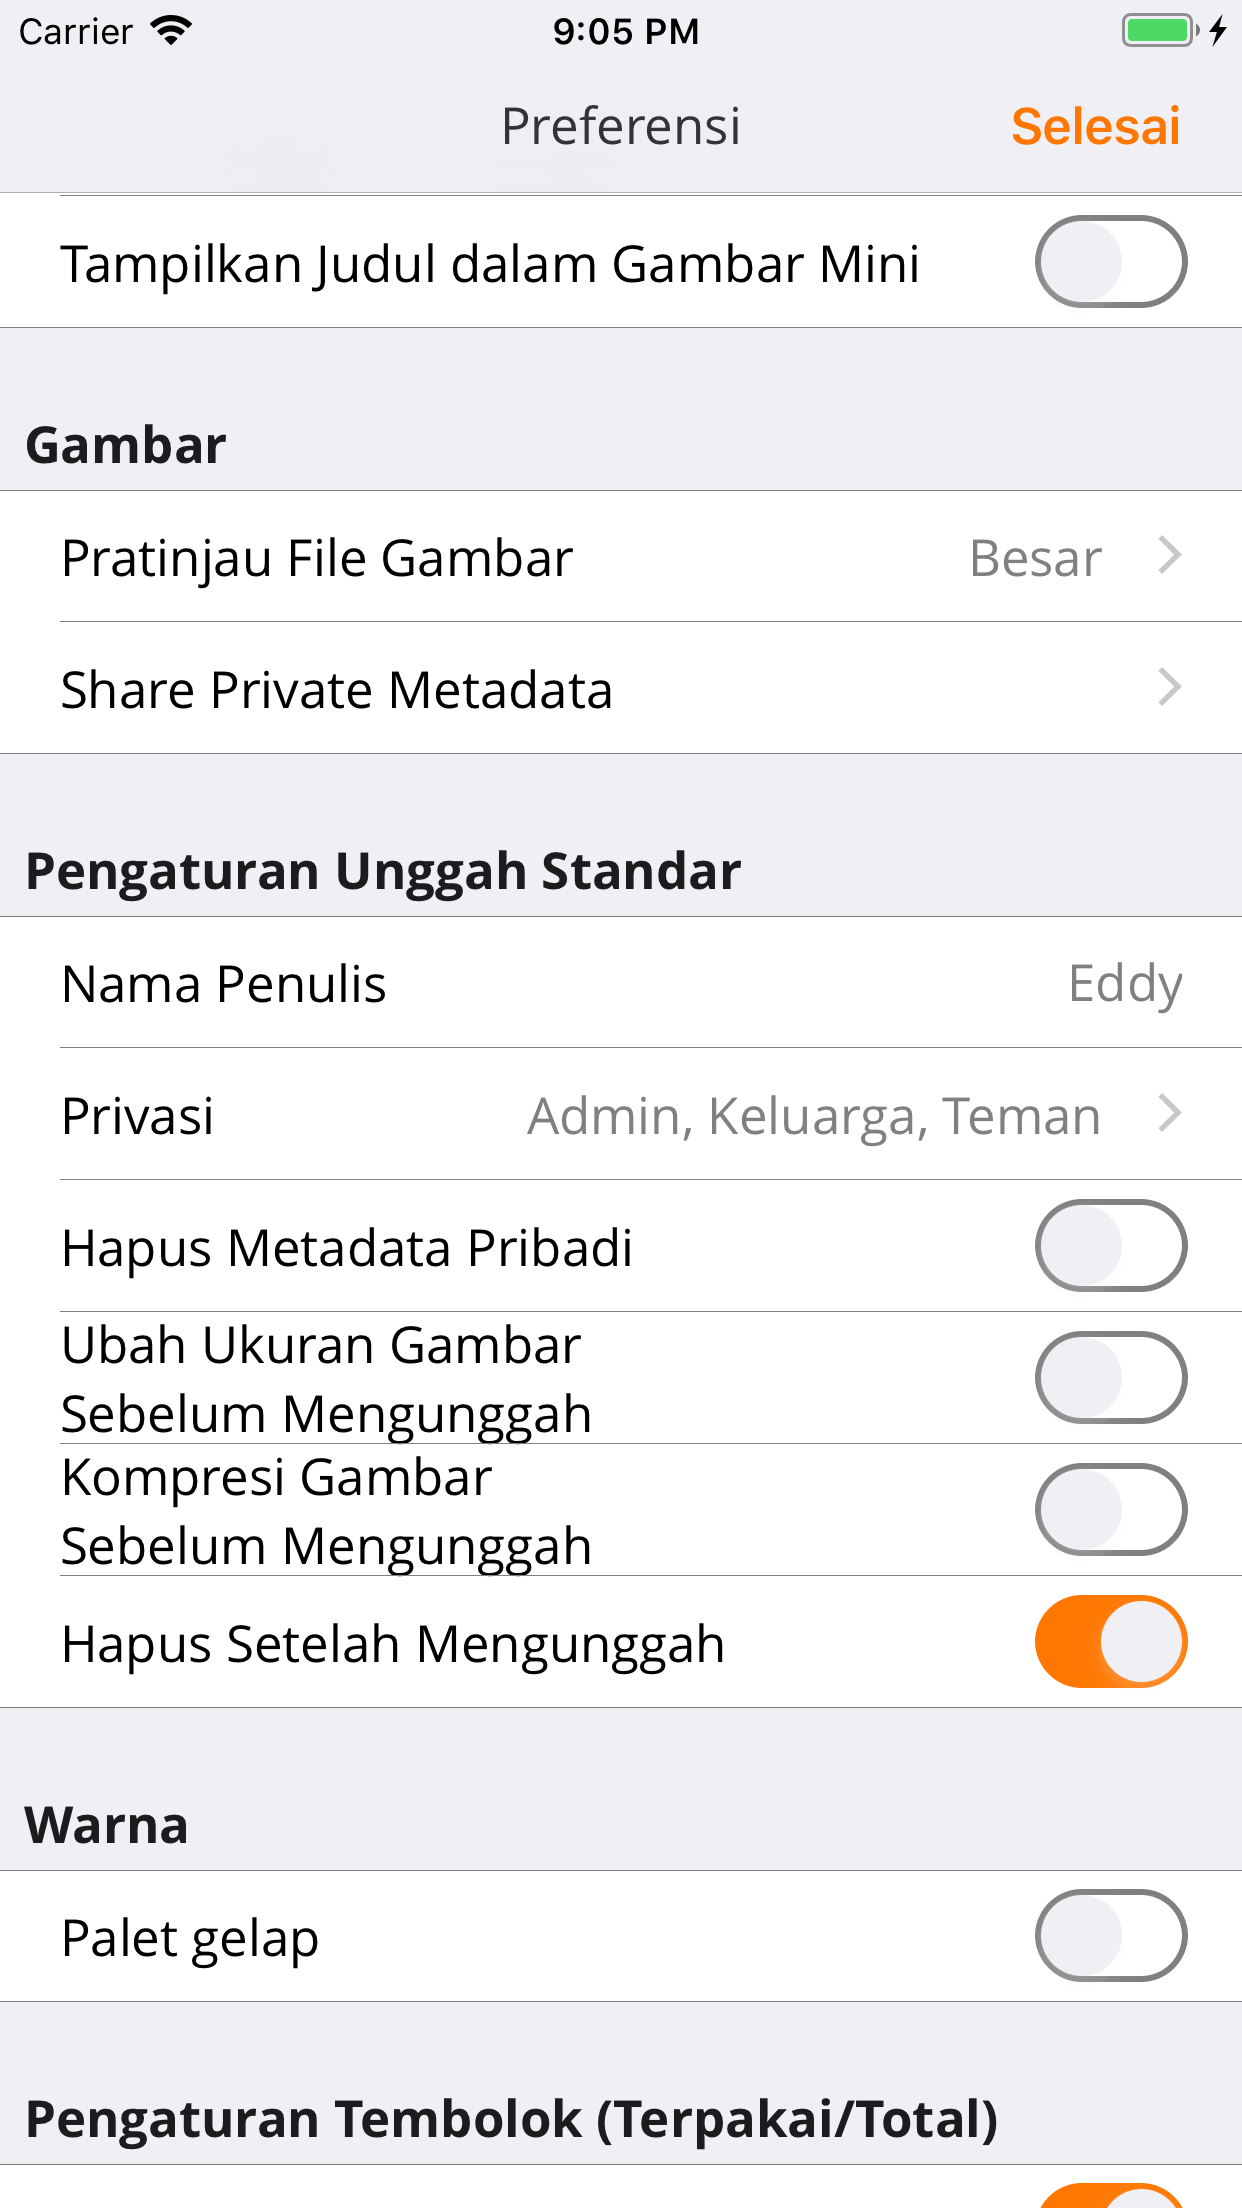 Carrier 9:05 PM
Preferensi Selesai
Tampilkan Judul dalam Gambar Mini
Gambar
Pratinjau File Gambar Besar
Share Private Metadata
Pengaturan Unggah Standar
Nama Penulis Eddy
Privasi Admin, Keluarga, Teman
Hapus Metadata Pribadi
Ubah Ukuran Gambar
Sebelum Mengunggah
Kompresi Gambar
Sebelum Mengunggah
Hapus Setelah Mengunggah
Warna
Palet gelap
Pengaturan Tembolok (Terpakai/Total)